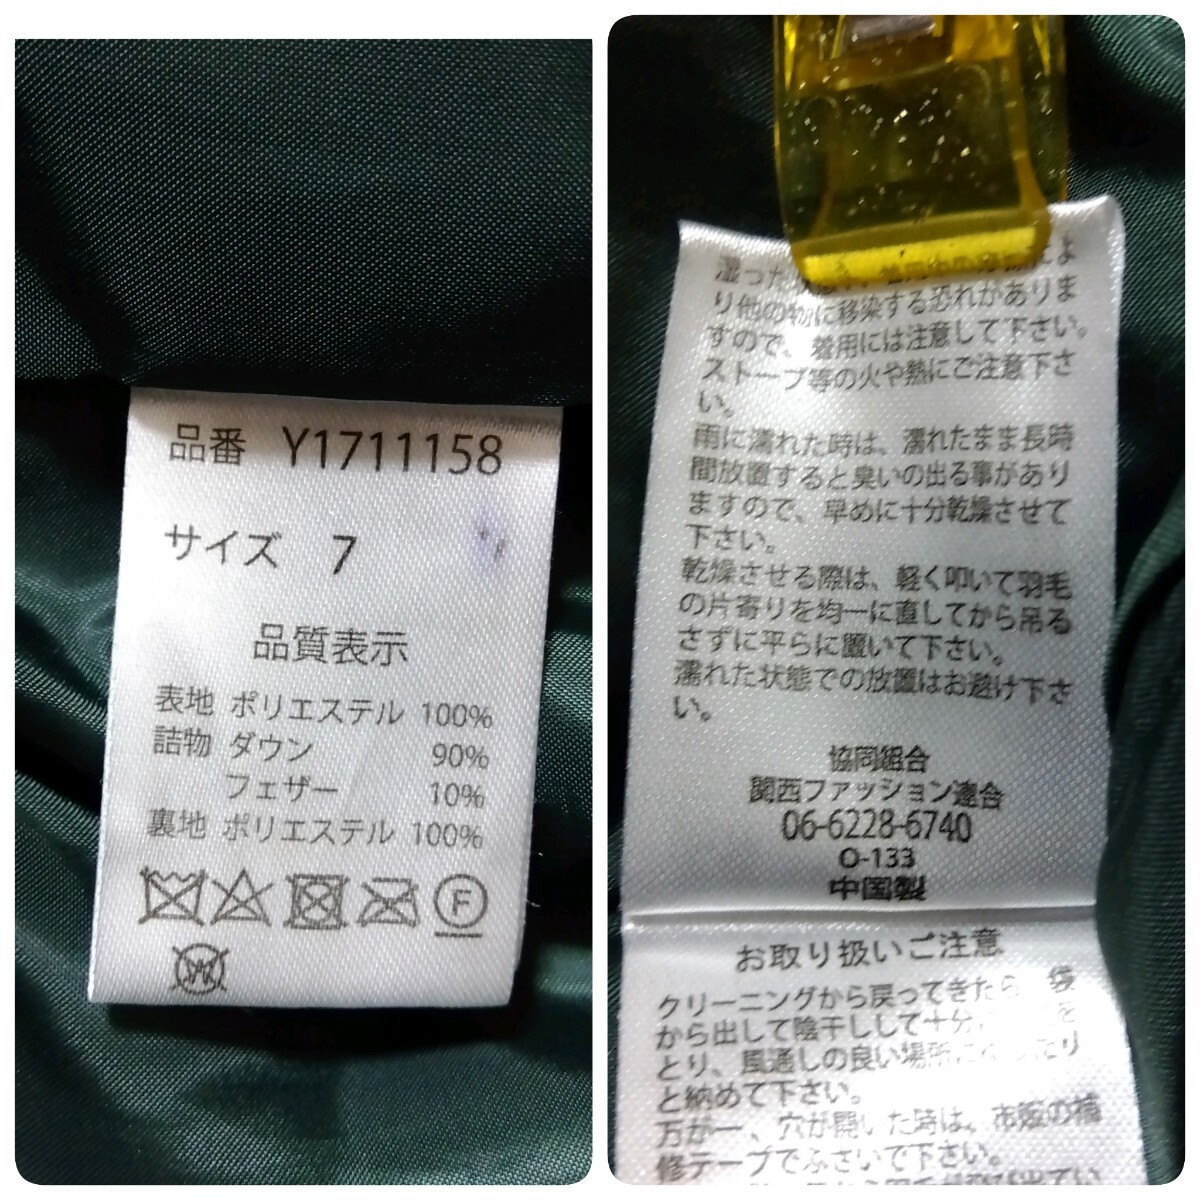 品番 Y1711158
サイズ 7
品質表示
表地 ポリエステル 100%
詰物 ダウン 90%
フェザー 10%
裏地 ポリエステル 100%
F
W
湿った
り他の物に移染する恐れがありま
すので、着用には注意して下さい。
ストーブ等の火や熱にご注意下さ
い。
雨に濡れた時は、濡れたまま長時
間放置すると臭いの出る事があり
ますので、早めに十分乾燥させて
下さい。
乾燥させる際は、軽く叩いて羽毛
の片寄りを均一に直してから吊る
さずに平らに置いて下さい。
濡れた状態での放置はお避け下さ
い。
協同組合
関西ファッション連合
06-6228-6740
O-133
中国製
お取り扱いご注意
クリーニングから戻ってきたら 袋
から出して陰干しして十分に を
とり、風通しの良い場所に たり
と納めて下さい。
万が一、穴が開いた時は、市販の補
修テープでふさいで下さい。